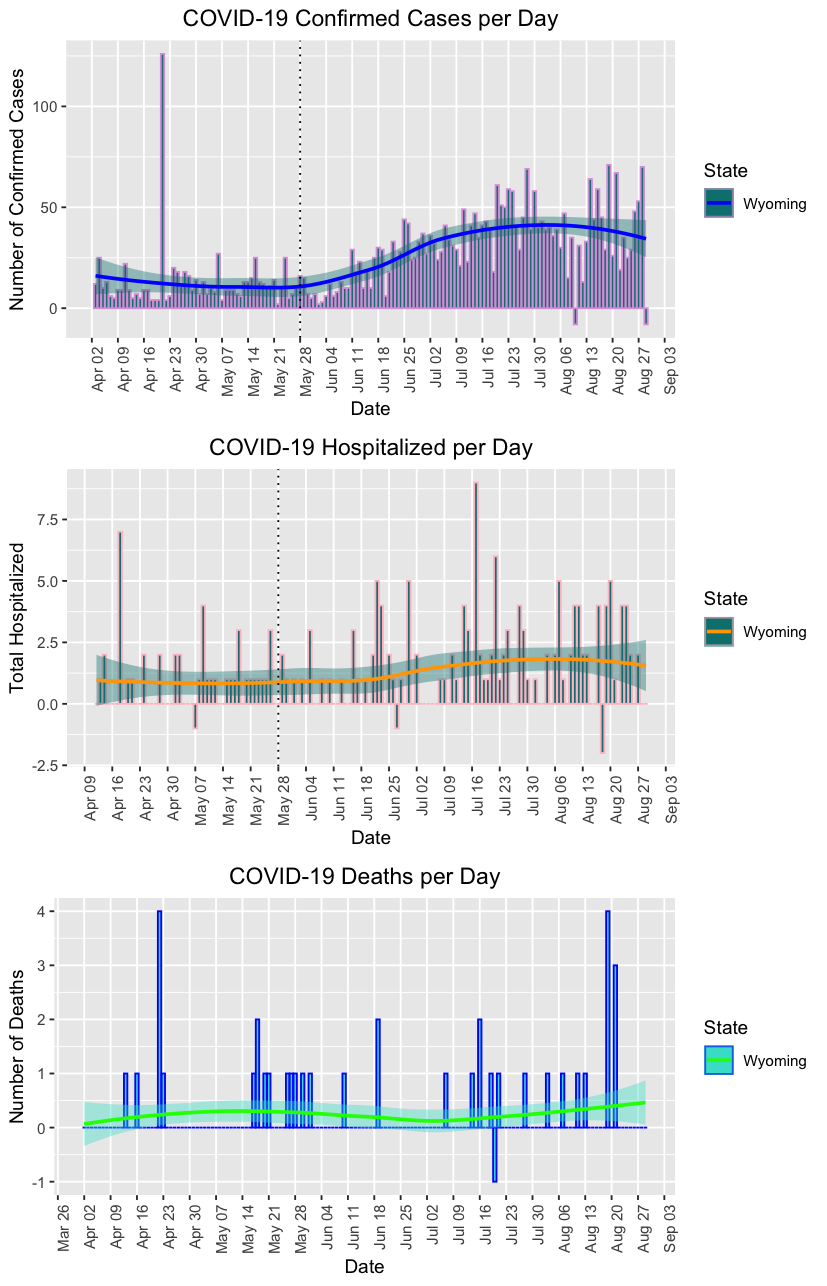 COVID-19 Confirmed Cases per Day
Number of Confirmed Cases
100
50
0
Apr 02
Apr 09
Apr 16
Apr 23
Apr 30
May 07
May 14
May 21
May 28
Jun 04
Jun 11
Jun 18
Jun 25
Jul 02
Jul 09
Jul 16
Jul 23
Jul 30
Aug 06
Aug 13
Aug 20
Aug 27
Sep 03
Date
State
Wyoming
COVID-19 Hospitalized per Day
Total Hospitalized
7.5
5.0
2.5
0.0
-2.5
Apr 09
Apr 16
Apr 23
Apr 30
May 07
May 14
May 21
May 28
Jun 04
Jun 11
Jun 18
Jun 25
Jul 02
Jul 09
Jul 16
Jul 23
Jul 30
Aug 06
Aug 13
Aug 20
Aug 27
Sep 03
Date
State
Wyoming
COVID-19 Deaths per Day
Number of Deaths
4
3
2
1
0
-1
Mar 26
Apr 02
Apr 09
Apr 16
Apr 23
Apr 30
May 07
May 14
May 21
May 28
Jun 04
Jun 11
Jun 18
Jun 25
Jul 02
Jul 09
Jul 16
Jul 23
Jul 30
Aug 06
Aug 13
Aug 20
Aug 27
Sep 03
Date
State
Wyoming